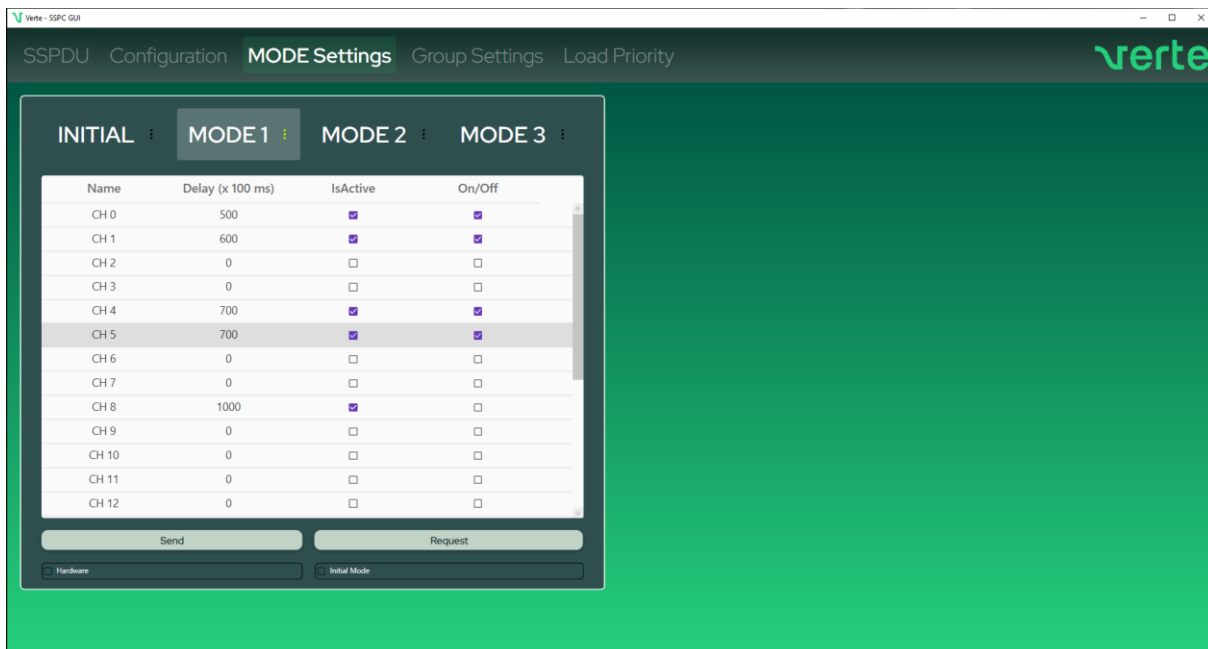 Verte - SSPC GUI
SSPDU Configuration MODE Settings Group Settings Load Priority verte
INITIAL MODE 1 MODE 2 MODE 3
Name Delay (x 100 ms) IsActive On/Off
CH 0 500
CH 1 600
CH 2 0
CH 3 0
CH 4 700
CH 5 700
CH 6 0
CH 7 0
CH 8 1000
CH 9 0
CH 10 0
CH 11 0
CH 12 0
Send Request
Hardware Initial Mode